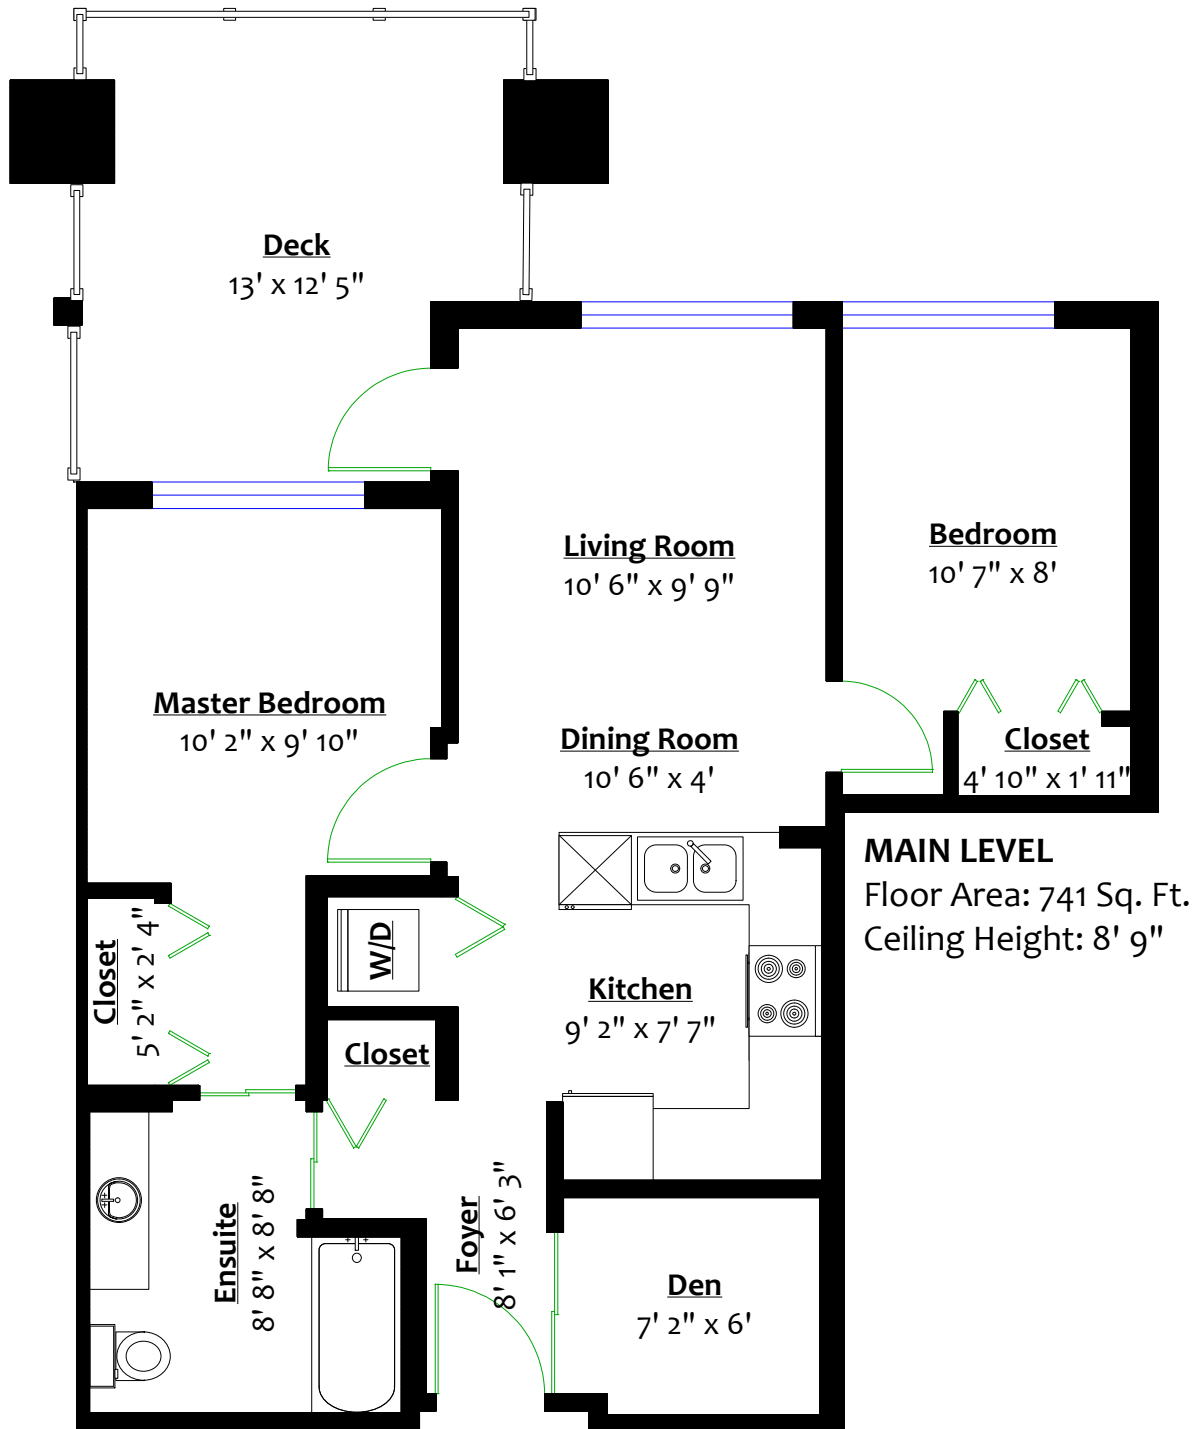 Deck
13' x 12' 5"
Living Room
10' 6" x 9' 9"
Bedroom
10' 7" x 8'
Master Bedroom
10' 2" x 9' 10"
Dining Room
10' 6" x 4'
Closet
4' 10" x 1' 11"
MAIN LEVEL
Floor Area: 741 Sq. Ft.
Ceiling Height: 8' 9"
Closet
5' 2" x 2' 4"
W/D
Kitchen
9' 2" x 7' 7"
Closet
Ensuite
8' 8" x 8' 8"
Foyer
8' 1" x 6' 3"
Den
7' 2" x 6'